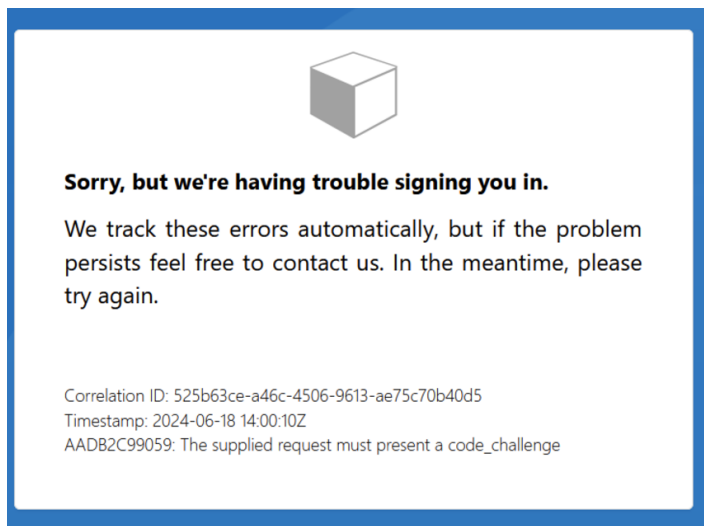 Sorry, but we're having trouble signing you in.
We track these errors automatically, but if the problem
persists feel free to contact us. In the meantime, please
try again.
Correlation ID: 525b63ce-a46c-4506-9613-ae75c70b40d5
Timestamp: 2024-06-18 14:00:10Z
AADB2C99059: The supplied request must present a code_challenge